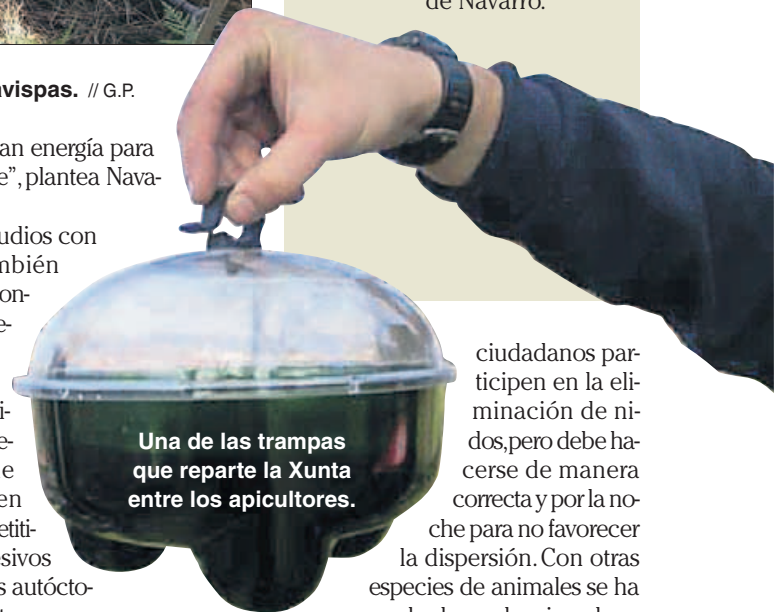 de Navarro.
avispas. // G.P.
an energía para
e”, plantea Nava-
udios con
mbién
on-
e-
i-
e-
e
en
etiti-
esivos
s autócto-
Una de las trampas
que reparte la Xunta
entre los apicultores.
ciudadanos par-
ticipen en la eli-
minación de ni-
dos,pero debe ha-
cerse de manera
correcta y por la no-
che para no favorecer
la dispersión. Con otras
especies de animales se ha